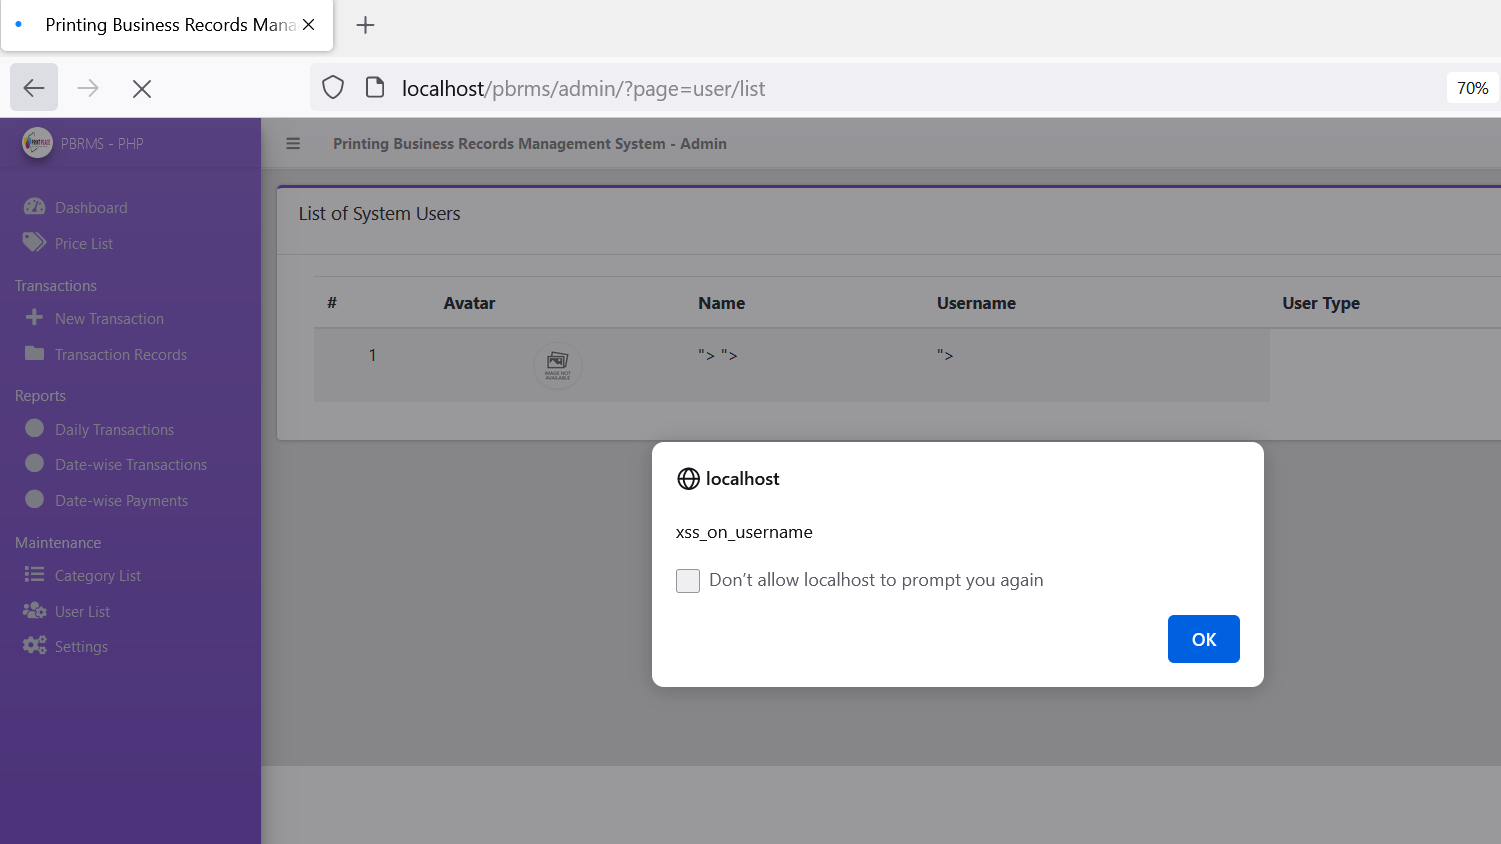 Printing Business Records Mana
localhost/pbrms/admin/?page=user/list
70%
PBRMS - PHP
Printing Business Records Management System - Admin
Dashboard
Price List
Transactions
New Transaction
Transaction Records
Reports
Daily Transactions
Date-wise Transactions
Date-wise Payments
Maintenance
Category List
User List
Settings
List of System Users
# Avatar Name Username User Type
1 IMAGE NOT AVAILABLE "> "> ">
localhost
xss_on_username
Don't allow localhost to prompt you again
OK